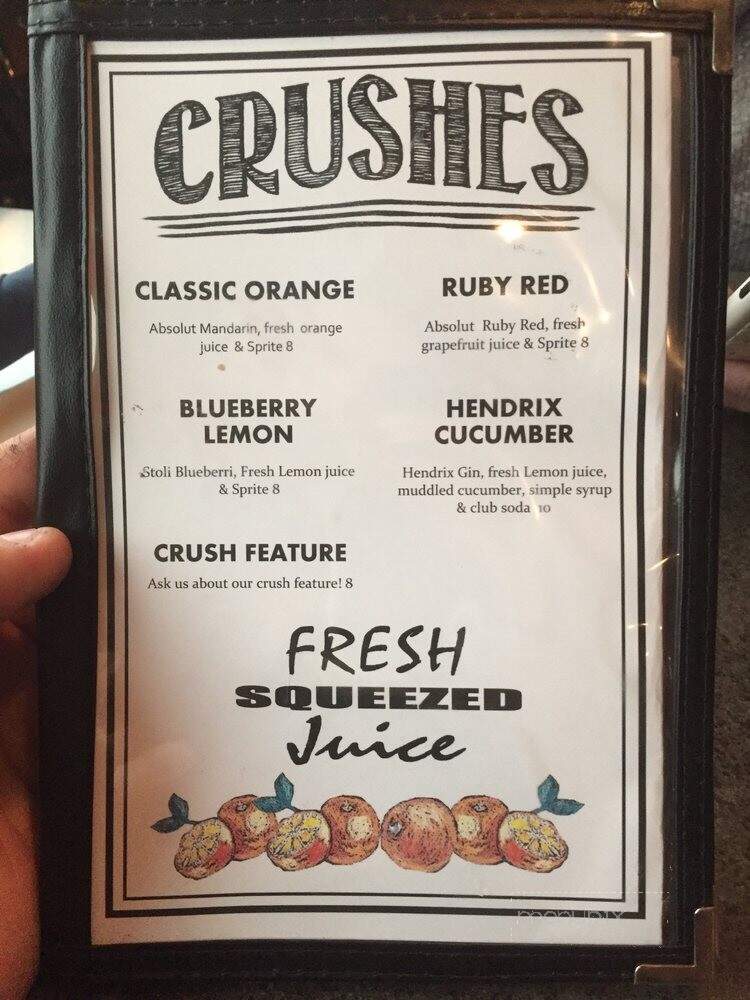 CRUSHES
CLASSIC ORANGE
Absolut Mandarin, fresh orange
juice & Sprite 8
RUBY RED
Absolut Ruby Red, fresh
grapefruit juice & Sprite 8
BLUEBERRY
LEMON
Stoli Blueberri, Fresh Lemon juice
& Sprite 8
HENDRIX
CUCUMBER
Hendrix Gin, fresh Lemon juice,
muddled cucumber, simple syrup
& club soda 10
CRUSH FEATURE
Ask us about our crush feature! 8
FRESH
SQUEEZED
Juice